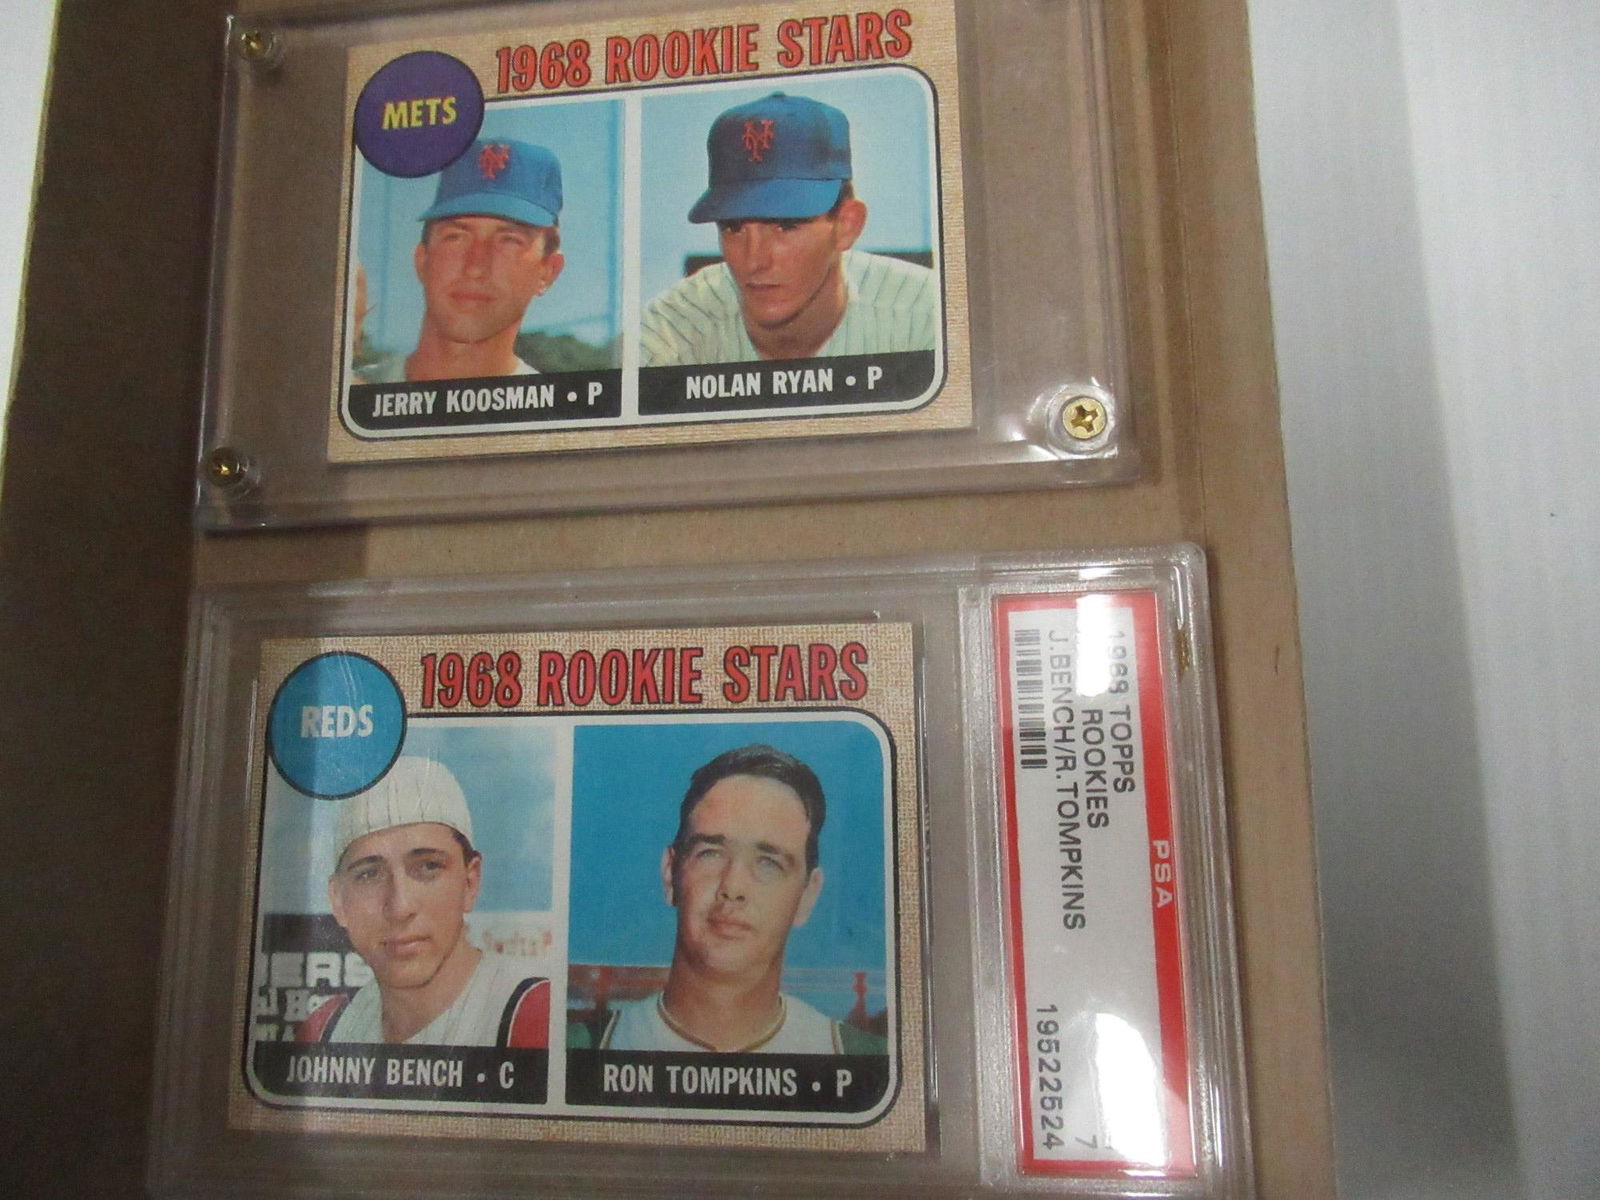 1968 ROOKIE STARS
METS
JERRY KOOSMAN • P
NOLAN RYAN • P
1968 ROOKIE STARS
REDS
JOHNNY BENCH • C
RON TOMPKINS • P
PSA
1968 TOPPS
ROOKIES
7
J.BENCH/R.TOMPKINS
19522524